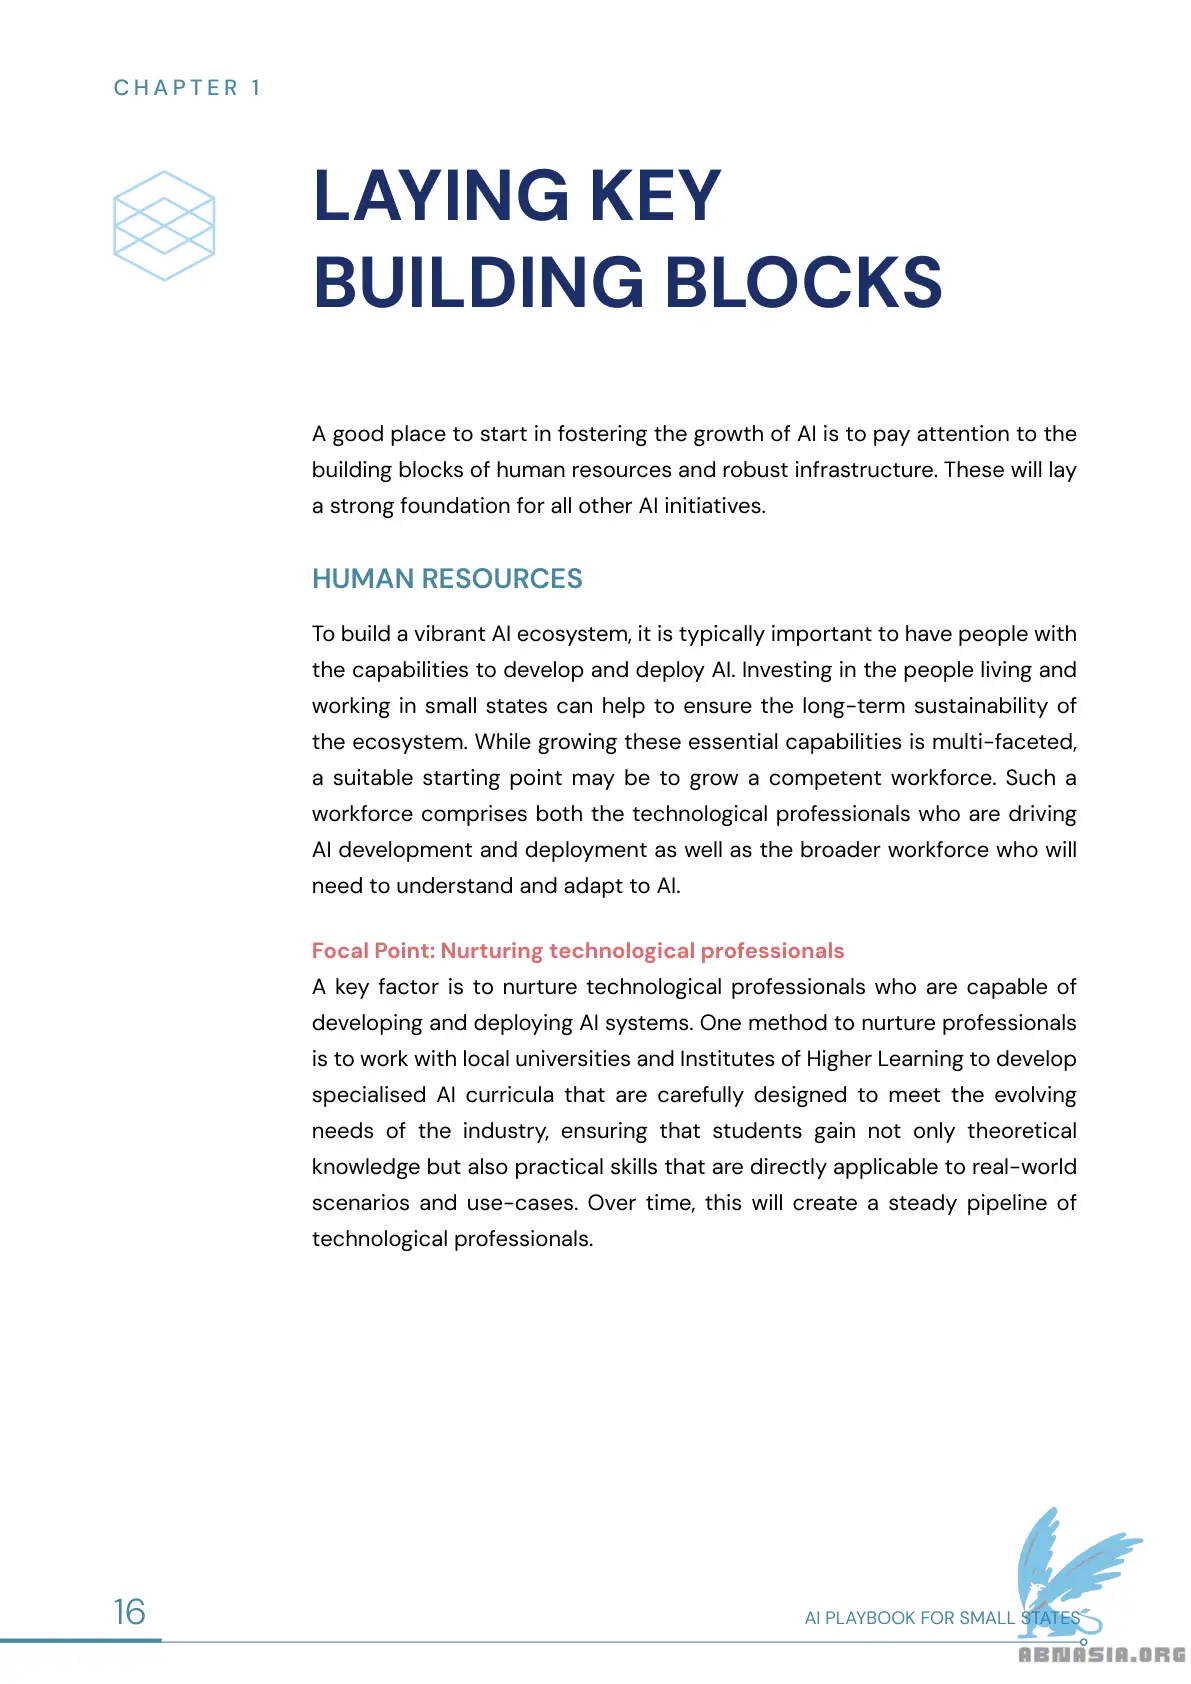 CHAPTER 1
LAYING KEY
BUILDING BLOCKS
A good place to start in fostering the growth of AI is to pay attention to the
building blocks of human resources and robust infrastructure. These will lay
a strong foundation for all other AI initiatives.
HUMAN RESOURCES
To build a vibrant AI ecosystem, it is typically important to have people with
the capabilities to develop and deploy AI. Investing in the people living and
working in small states can help to ensure the long-term sustainability of
the ecosystem. While growing these essential capabilities is multi-faceted,
a suitable starting point may be to grow a competent workforce. Such a
workforce comprises both the technological professionals who are driving
AI development and deployment as well as the broader workforce who will
need to understand and adapt to AI.
Focal Point: Nurturing technological professionals
A key factor is to nurture technological professionals who are capable of
developing and deploying AI systems. One method to nurture professionals
is to work with local universities and Institutes of Higher Learning to develop
specialised AI curricula that are carefully designed to meet the evolving
needs of the industry, ensuring that students gain not only theoretical
knowledge but also practical skills that are directly applicable to real-world
scenarios and use-cases. Over time, this will create a steady pipeline of
technological professionals.
16
AI PLAYBOOK FOR SMALL STATES
ABNASIA.ORG